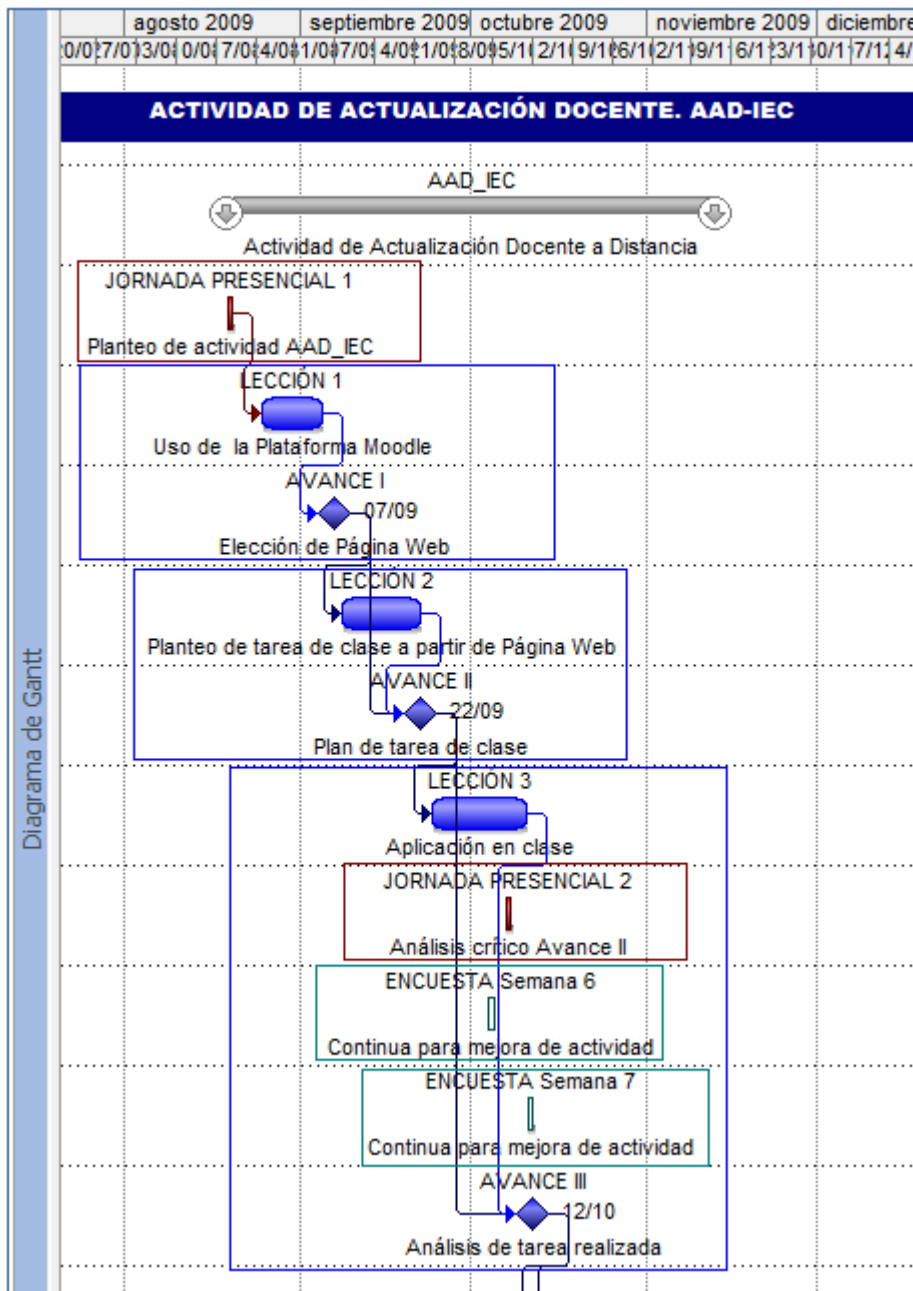 agosto 2009 septiembre 2009 octubre 2009 noviembre 2009 diciembre
ACTIVIDAD DE ACTUALIZACIÓN DOCENTE. AAD-IEC
AAD_IEC
Actividad de Actualización Docente a Distancia
JORNADA PRESENCIAL 1
Planteo de actividad AAD_IEC
LECCIÓN 1
Uso de la Plataforma Moodle
AVANCE I
07/09
Elección de Página Web
LECCIÓN 2
Planteo de tarea de clase a partir de Página Web
AVANCE II
22/09
Plan de tarea de clase
LECCIÓN 3
Aplicación en clase
JORNADA PRESENCIAL 2
Análisis crítico Avance II
ENCUESTA Semana 6
Continua para mejora de actividad
ENCUESTA Semana 7
Continua para mejora de actividad
AVANCE III
12/10
Análisis de tarea realizada
Diagrama de Gantt